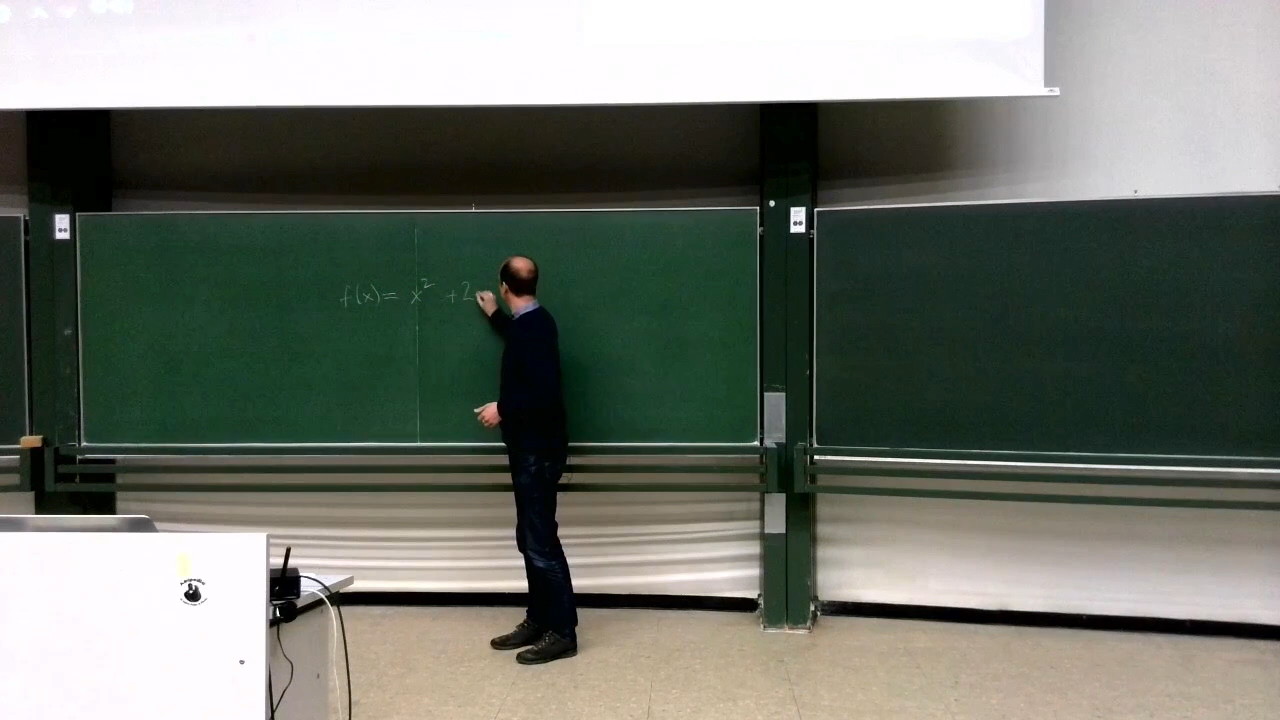 f(x) = x² + 2